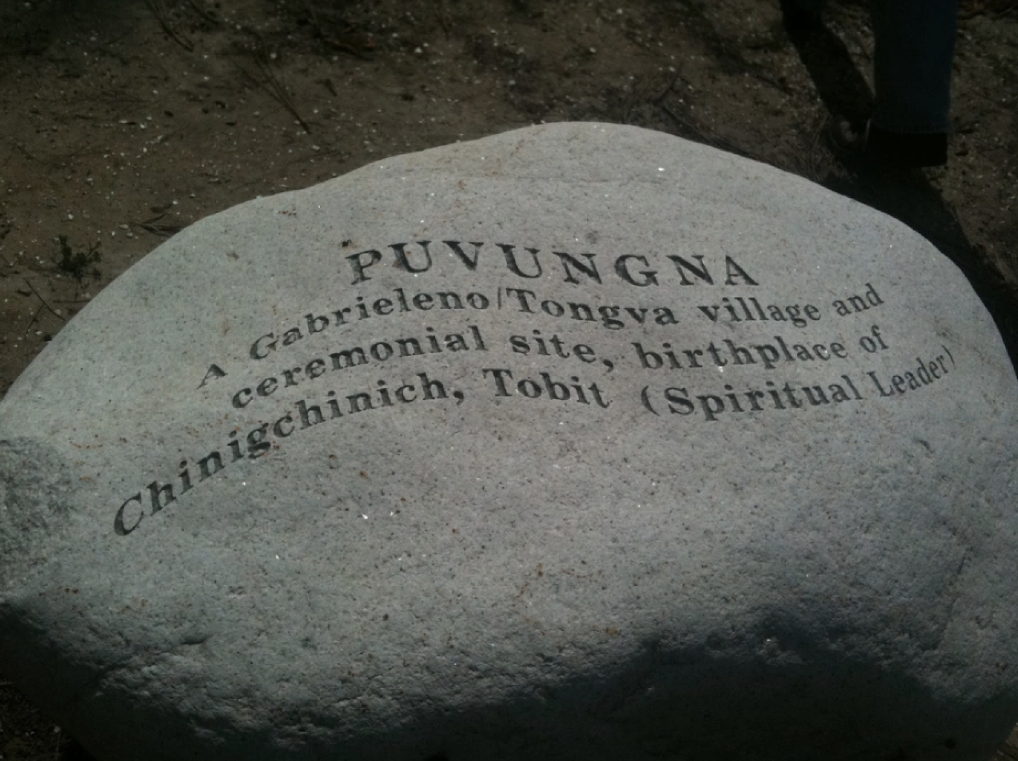 PUVUNGNA
A Gabrieleno/Tongva village and
ceremonial site, birthplace of
Chinigchinich, Tobit (Spiritual Leader)